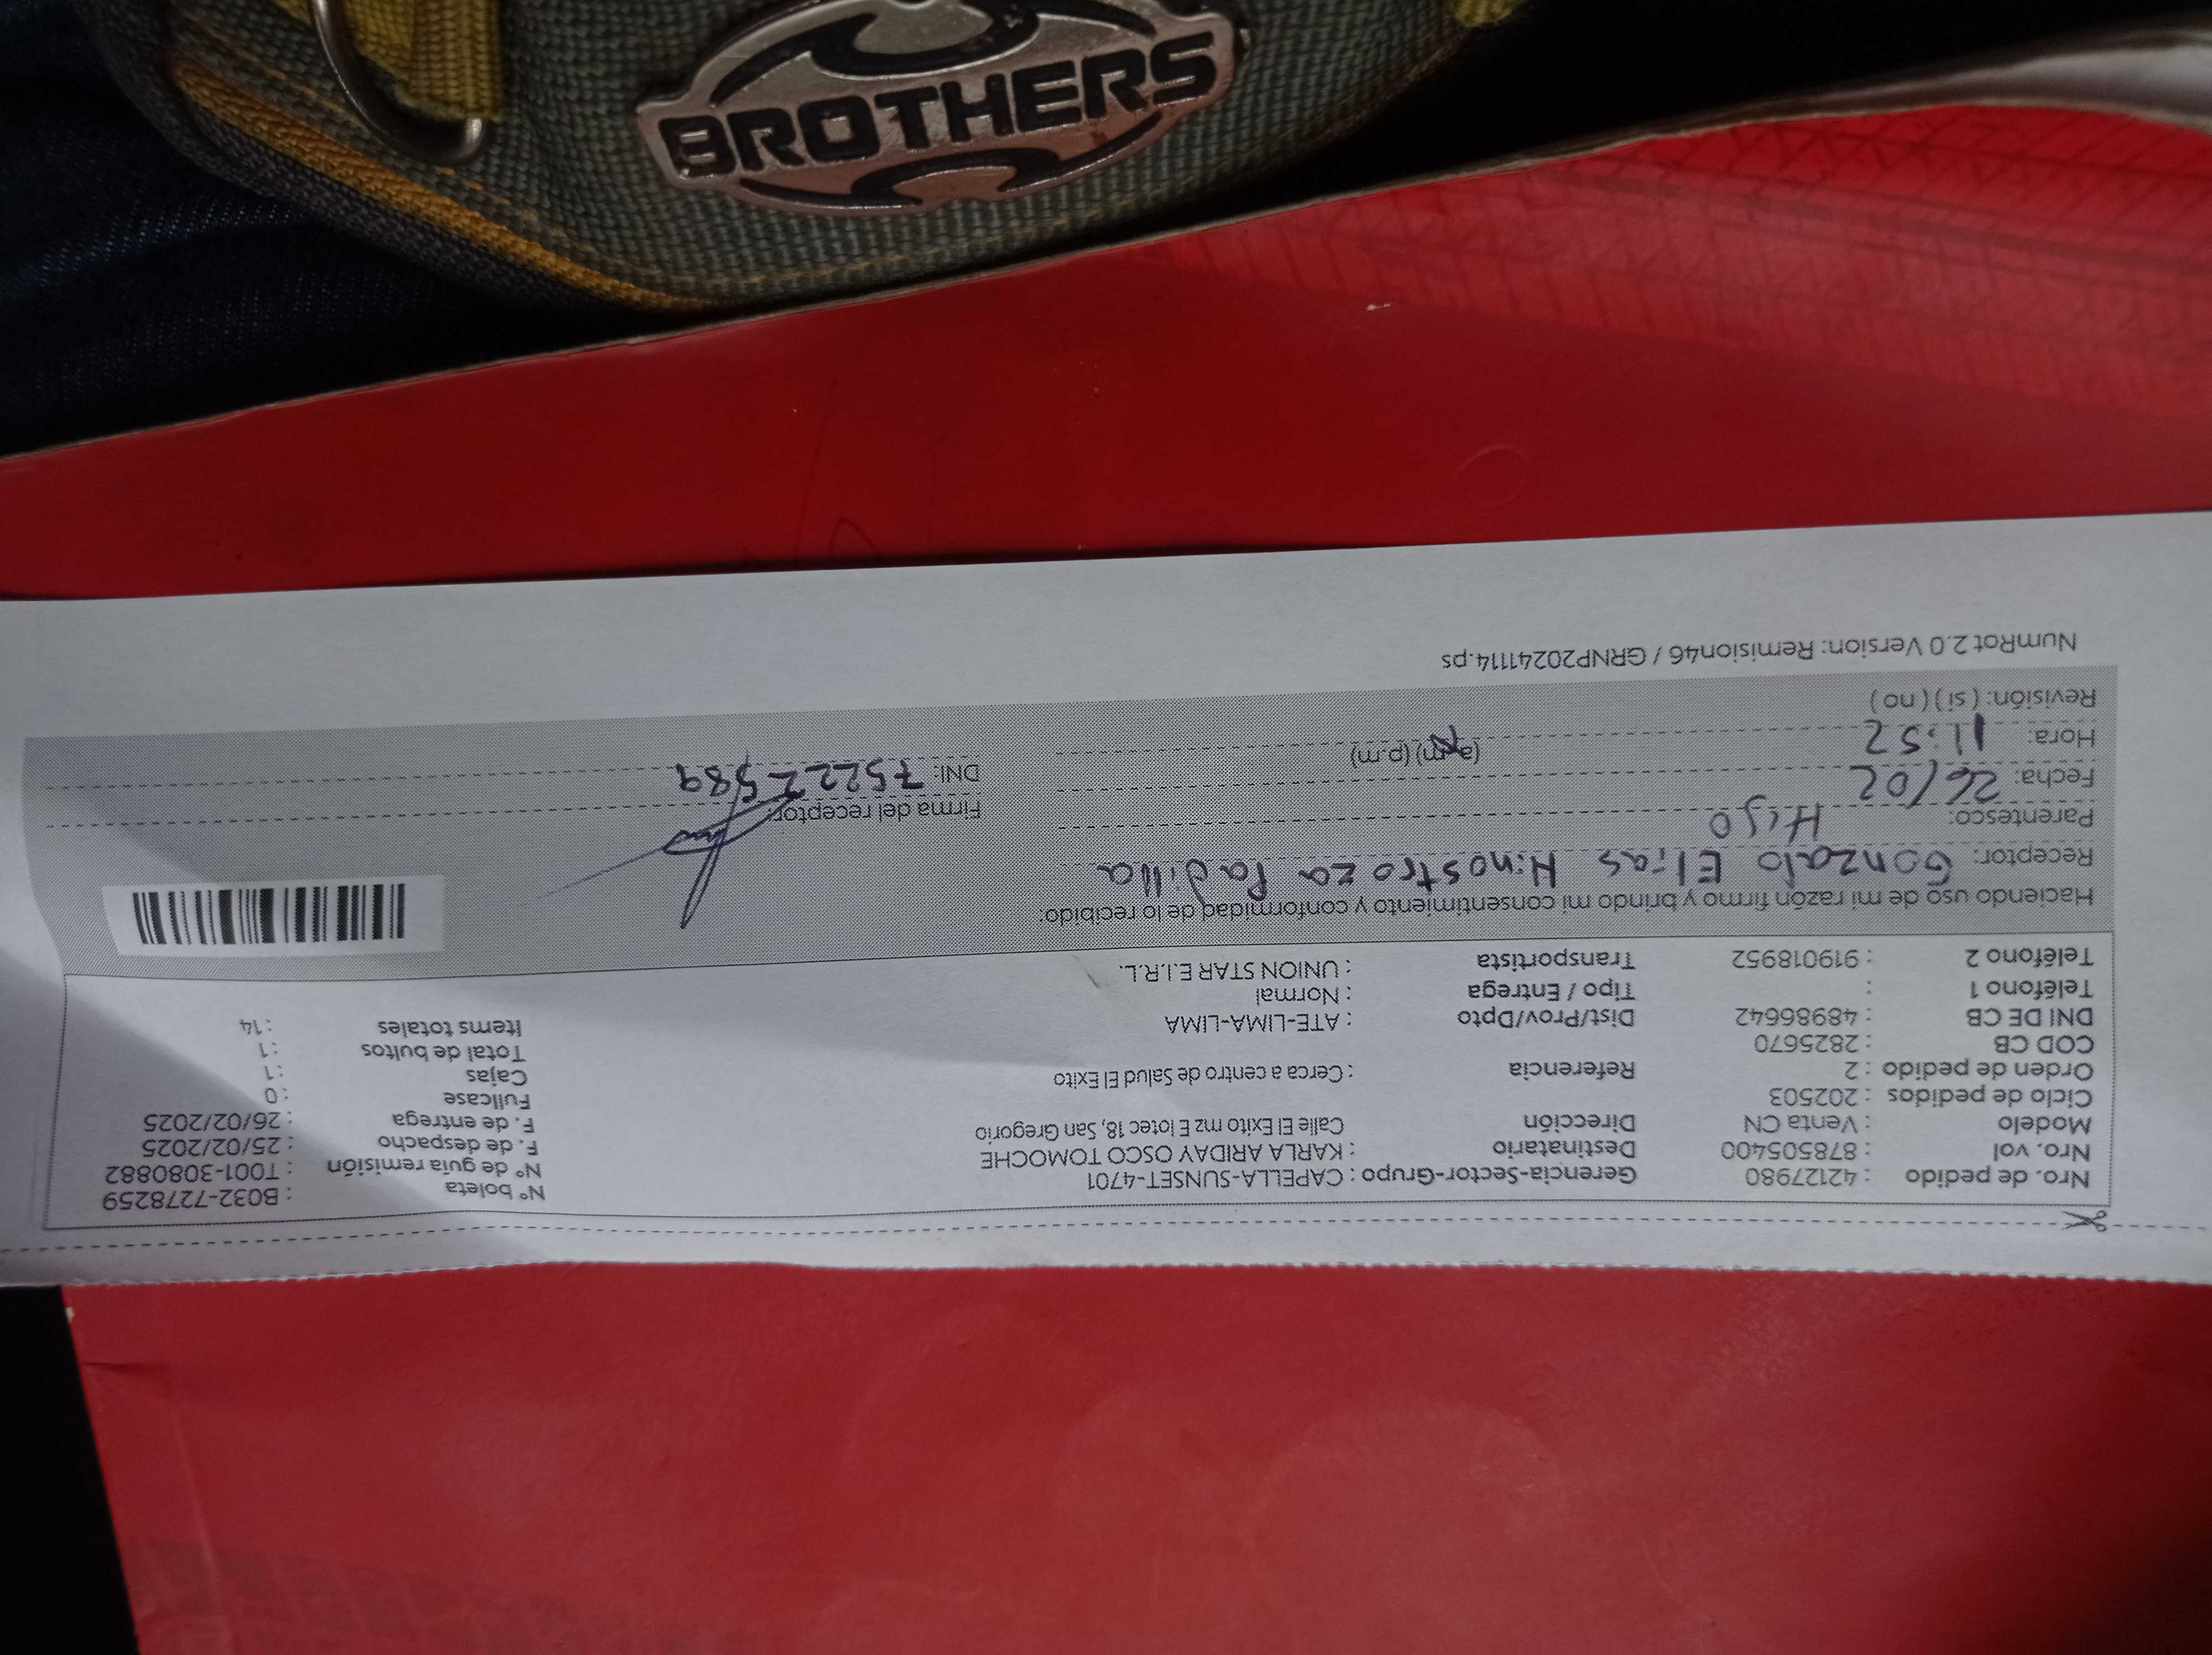 BROTHERS
Nro. de pedido : 42127980 Gerencia-Sector-Grupo : CAPELLA-SUNSET-4701 Nº boleta : B032-7278259
Nro. vol : 878505400 Destinatario : KARLA ARIDAY OSCO TOMOCHE Nº de guía remisión : T001-3080882
Modelo : Venta CN Dirección Calle El Exito mz E lotec 18, San Gregorio F. de despacho : 25/02/2025
Ciclo de pedidos : 202503 F. de entrega : 26/02/2025
Orden de pedido : 2 Referencia : Cerca a centro de Salud El Exito Fullcase : 0
COD CB : 2825670 Cajas : 1
DNI DE CB : 48986642 Dist/Prov/Dpto : ATE-LIMA-LIMA Total de bultos : 1
Teléfono 1 : Tipo / Entrega : Normal Items totales : 14
Teléfono 2 : 919018952 Transportista : UNION STAR E.I.R.L.
Haciendo uso de mi razón firmo y brindo mi consentimiento y conformidad de lo recibido:
Receptor: Gonzalo Elias Hinostroza Padilla
Parentesco: Hijo Firma del receptor:
Fecha: 26/02 DNI: 75222589
Hora: 11:52 (a.m) (p.m)
Revisión: ( si ) ( no )
NumRot 2.0 Version: Remision46 / GRNP20241114.ps